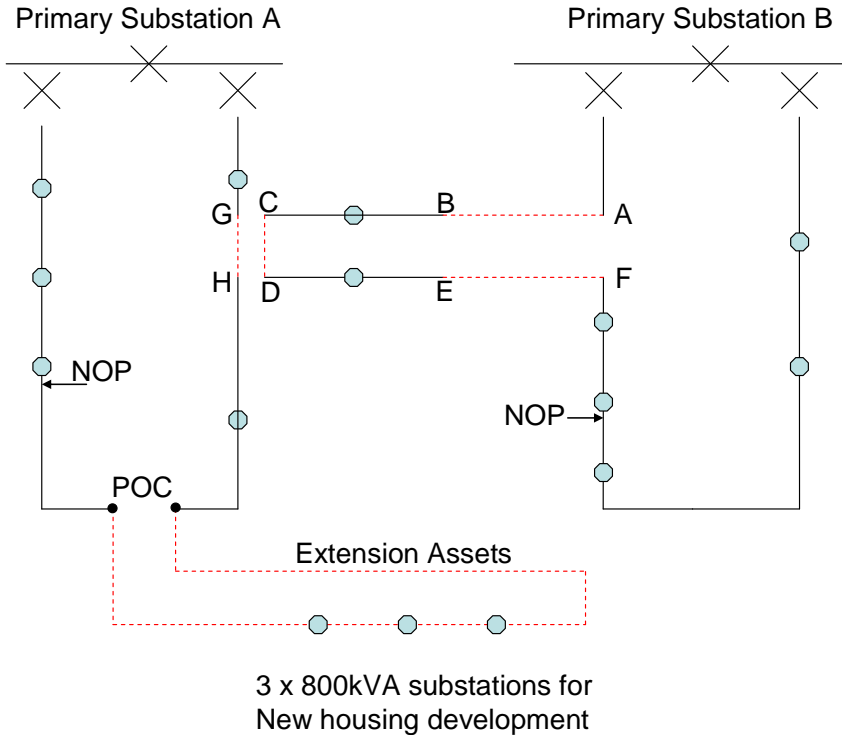 Primary Substation A
Primary Substation B
G
C
B
A
H
D
E
F
NOP
NOP
POC
Extension Assets
3 x 800kVA substations for
New housing development